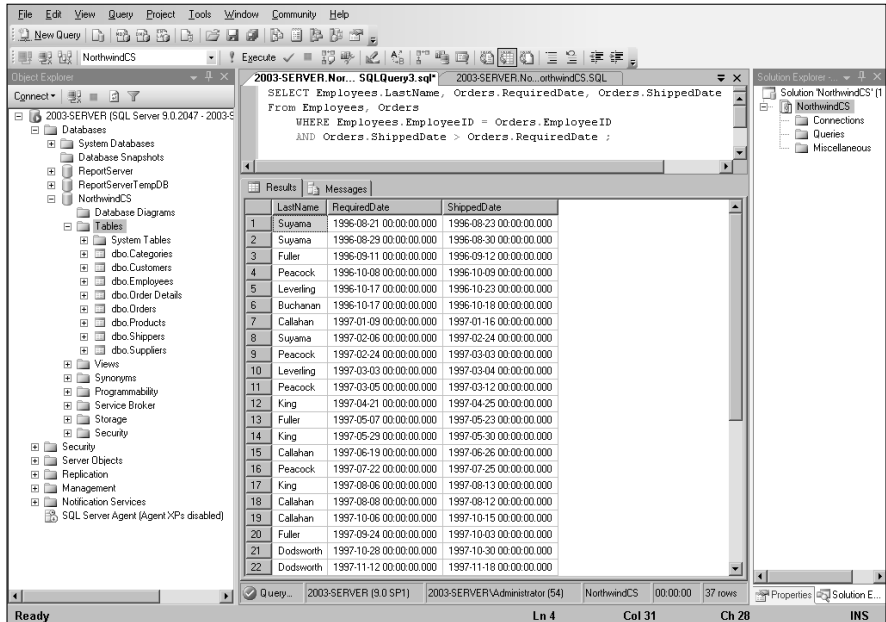 File Edit View Query Project Tools Window Community Help
New Query
NorthwindCS
Execute
Object Explorer
Connect
2003-SERVER (SQL Server 9.0.2047 - 2003-S
Databases
System Databases
Database Snapshots
ReportServer
ReportServerTempDB
NorthwindCS
Database Diagrams
Tables
System Tables
dbo.Categories
dbo.Customers
dbo.Employees
dbo.Order Details
dbo.Orders
dbo.Products
dbo.Shippers
dbo.Suppliers
Views
Synonyms
Programmability
Service Broker
Storage
Security
Security
Server Objects
Replication
Management
Notification Services
SQL Server Agent (Agent XPs disabled)
2003-SERVER.Nor... SQLQuery3.sql* 2003-SERVER.No...orthwindCS.SQL
SELECT Employees.LastName, Orders.RequiredDate, Orders.ShippedDate
From Employees, Orders
WHERE Employees.EmployeeID = Orders.EmployeeID
AND Orders.ShippedDate > Orders.RequiredDate ;
Results Messages
LastName RequiredDate ShippedDate
1 Suyama 1996-08-21 00:00:00.000 1996-08-23 00:00:00.000
2 Suyama 1996-08-29 00:00:00.000 1996-08-30 00:00:00.000
3 Fuller 1996-09-11 00:00:00.000 1996-09-12 00:00:00.000
4 Peacock 1996-10-08 00:00:00.000 1996-10-09 00:00:00.000
5 Leverling 1996-10-17 00:00:00.000 1996-10-23 00:00:00.000
6 Buchanan 1996-10-17 00:00:00.000 1996-10-18 00:00:00.000
7 Callahan 1997-01-09 00:00:00.000 1997-01-16 00:00:00.000
8 Suyama 1997-02-06 00:00:00.000 1997-02-24 00:00:00.000
9 Peacock 1997-02-24 00:00:00.000 1997-03-03 00:00:00.000
10 Leverling 1997-03-03 00:00:00.000 1997-03-04 00:00:00.000
11 Peacock 1997-03-05 00:00:00.000 1997-03-12 00:00:00.000
12 King 1997-04-21 00:00:00.000 1997-04-25 00:00:00.000
13 Fuller 1997-05-07 00:00:00.000 1997-05-23 00:00:00.000
14 King 1997-05-29 00:00:00.000 1997-05-30 00:00:00.000
15 Callahan 1997-06-19 00:00:00.000 1997-06-26 00:00:00.000
16 Peacock 1997-07-22 00:00:00.000 1997-07-25 00:00:00.000
17 King 1997-08-06 00:00:00.000 1997-08-13 00:00:00.000
18 Callahan 1997-08-08 00:00:00.000 1997-08-12 00:00:00.000
19 Callahan 1997-10-06 00:00:00.000 1997-10-15 00:00:00.000
20 Fuller 1997-09-24 00:00:00.000 1997-10-03 00:00:00.000
21 Dodsworth 1997-10-28 00:00:00.000 1997-10-30 00:00:00.000
22 Dodsworth 1997-11-12 00:00:00.000 1997-11-18 00:00:00.000
Query... 2003-SERVER (9.0 SP1) 2003-SERVER\Administrator (54) NorthwindCS 00:00:00 37 rows
Solution Explorer - ...
Solution 'NorthwindCS' (1
NorthwindCS
Connections
Queries
Miscellaneous
Properties Solution E...
Ready Ln 4 Col 31 Ch 28 INS